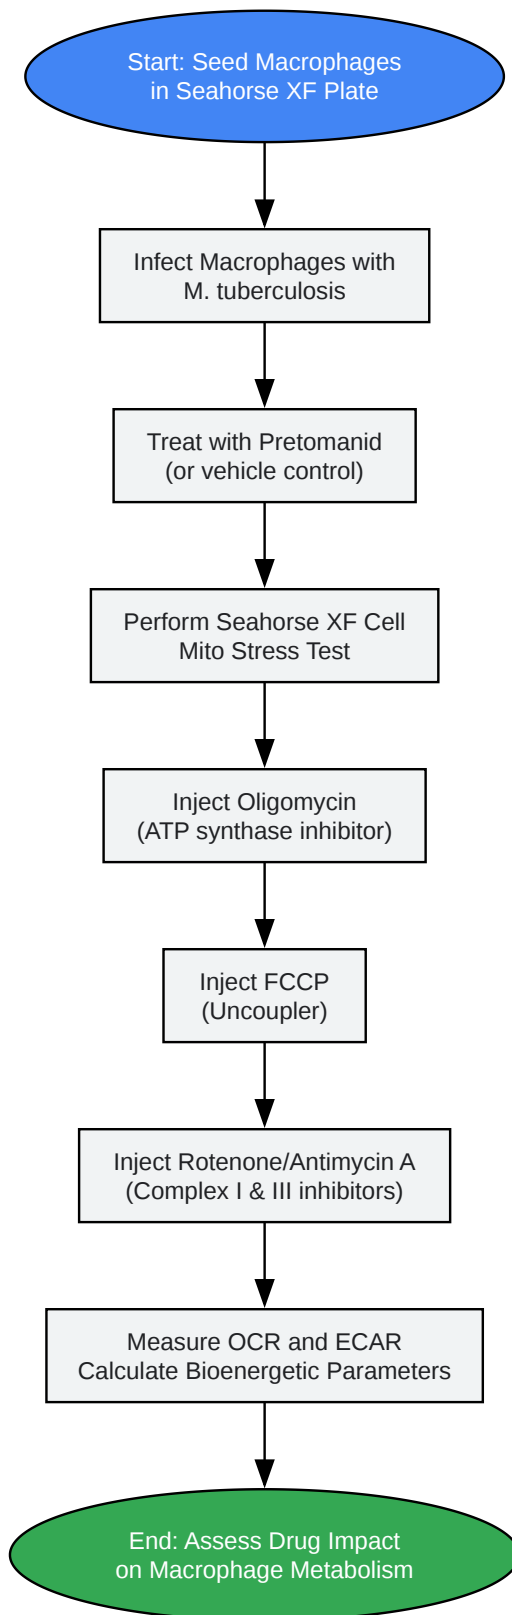 Start: Seed Macrophages
in Seahorse XF Plate
Infect Macrophages with
M. tuberculosis
Treat with Pretomanid
(or vehicle control)
Perform Seahorse XF Cell
Mito Stress Test
Inject Oligomycin
(ATP synthase inhibitor)
Inject FCCP
(Uncoupler)
Inject Rotenone/Antimycin A
(Complex I & III inhibitors)
Measure OCR and ECAR
Calculate Bioenergetic Parameters
End: Assess Drug Impact
on Macrophage Metabolism